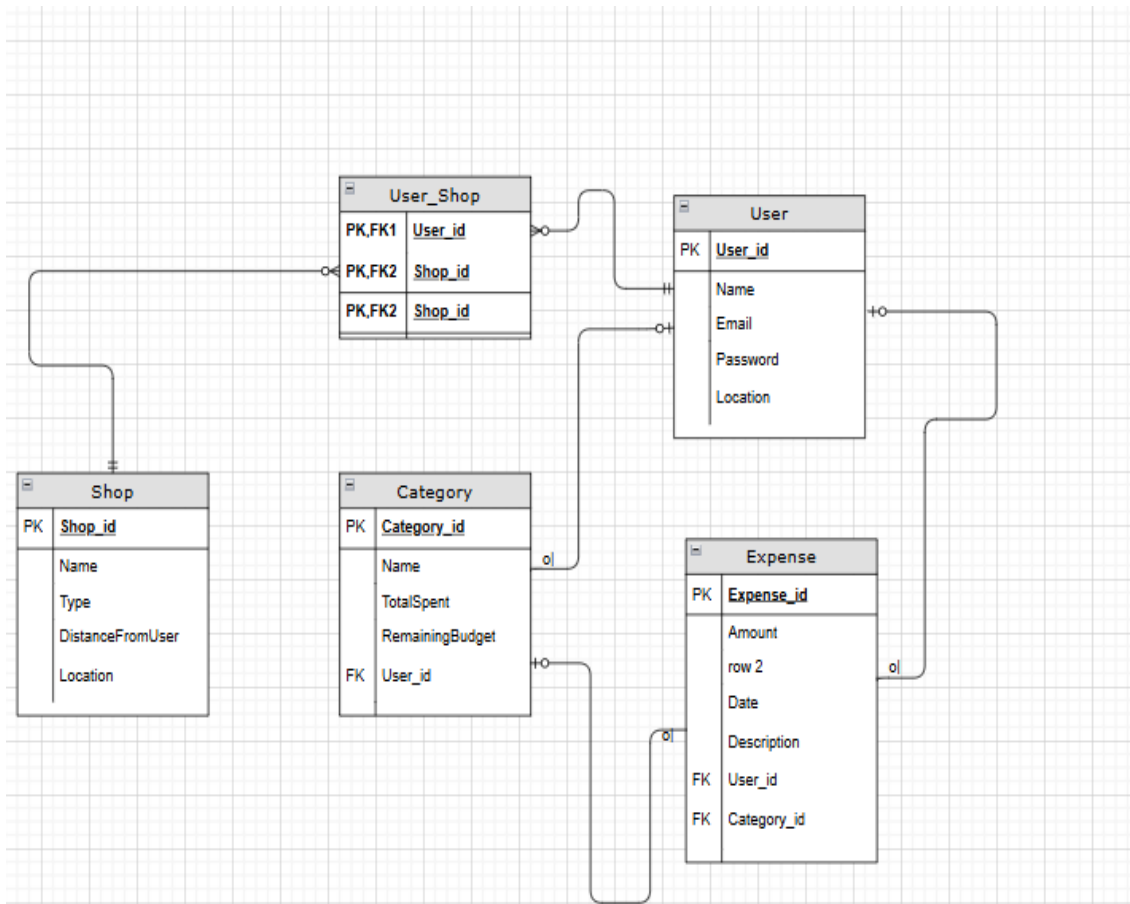 User_Shop
PK,FK1 User_id
PK,FK2 Shop_id
PK,FK2 Shop_id
User
PK User_id
Name
Email
Password
Location
Shop
PK Shop_id
Name
Type
DistanceFromUser
Location
Category
PK Category_id
Name
TotalSpent
RemainingBudget
FK User_id
o|
Expense
PK Expense_id
Amount
row 2
Date
Description
FK User_id
FK Category_id
o|
o|